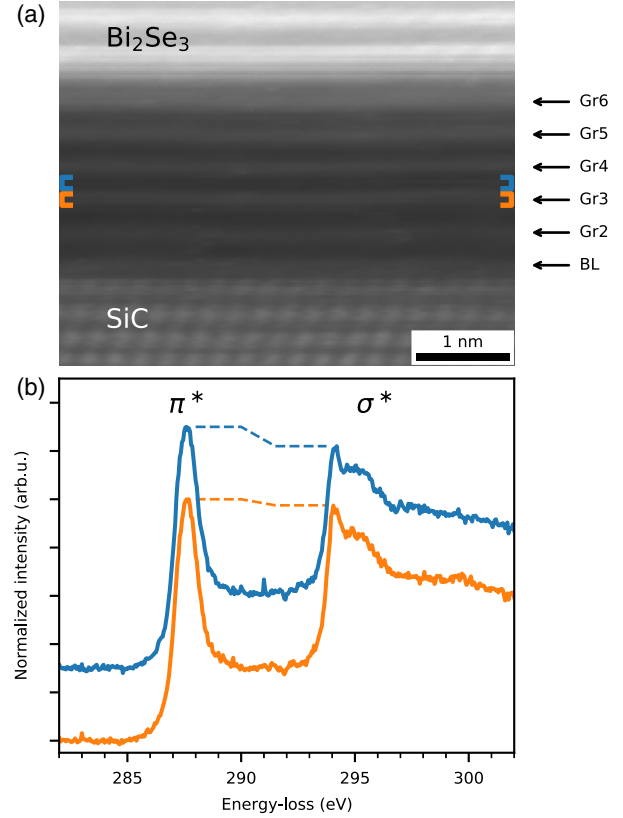 (a)
Bi₂Se₃
Gr6
Gr5
Gr4
Gr3
Gr2
BL
SiC
1 nm
(b)
π* σ*
Normalized intensity (arb.u.)
285 290 295 300
Energy-loss (eV)